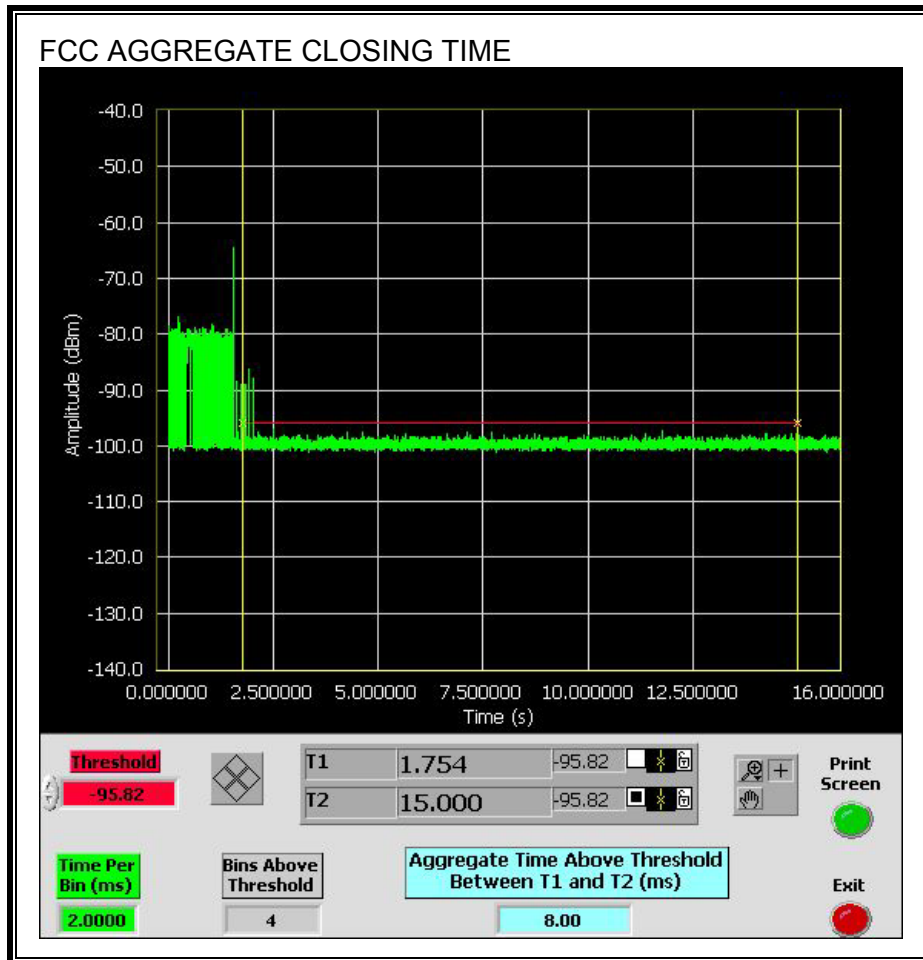 FCC AGGREGATE CLOSING TIME
-40.0
-50.0
-60.0
-70.0
-80.0
-90.0
-100.0
-110.0
-120.0
-130.0
-140.0
Amplitude (dBm)
0.000000 2.500000 5.000000 7.500000 10.000000 12.500000 16.000000
Time (s)
Threshold
-95.82
T1 1.754 -95.82
T2 15.000 -95.82
Print
Screen
Time Per
Bin (ms)
2.0000
Bins Above
Threshold
4
Aggregate Time Above Threshold
Between T1 and T2 (ms)
8.00
Exit